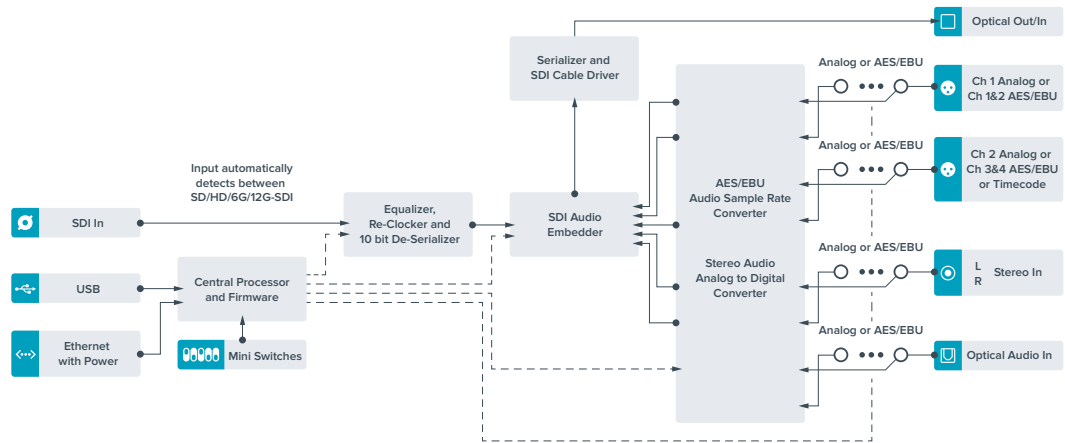 Optical Out/In
Serializer and
SDI Cable Driver
Analog or AES/EBU
Ch 1 Analog or
Ch 1&2 AES/EBU
Analog or AES/EBU
Ch 2 Analog or
Ch 3&4 AES/EBU
or Timecode
Input automatically
detects between
SD/HD/6G/12G-SDI
AES/EBU
Audio Sample Rate
Converter
SDI In
Equalizer,
Re-Clocker and
10 bit De-Serializer
SDI Audio
Embedder
Analog or AES/EBU
L
R
Stereo In
Stereo Audio
Analog to Digital
Converter
USB
Central Processor
and Firmware
Analog or AES/EBU
Ethernet
with Power
Mini Switches
Optical Audio In